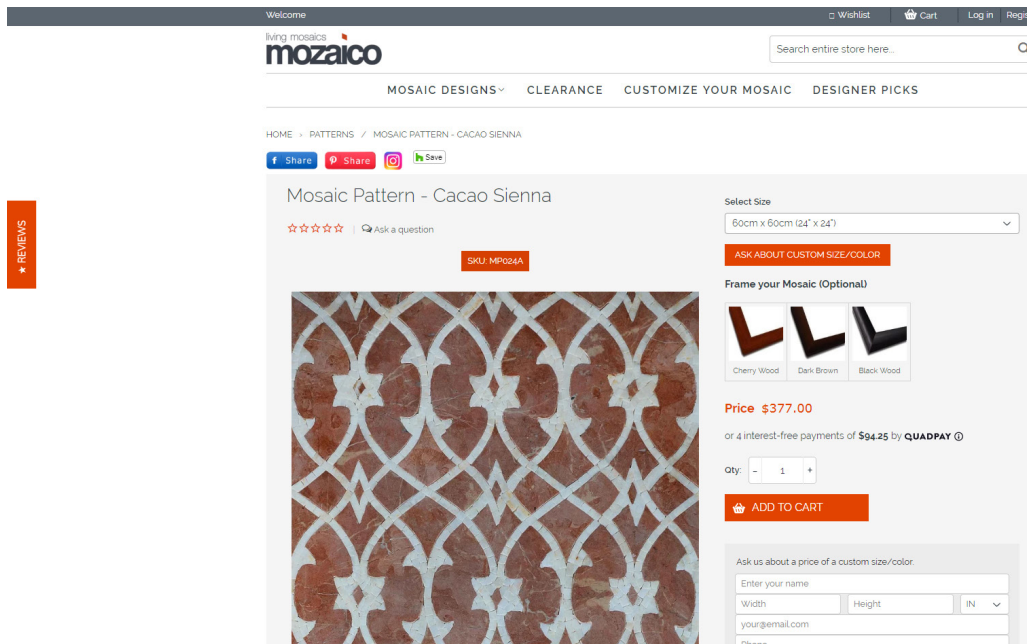 Welcome
Wishlist
Cart
Log in
living mosaics
mozaico
Search entire store here...
MOSAIC DESIGNS
CLEARANCE
CUSTOMIZE YOUR MOSAIC
DESIGNER PICKS
HOME > PATTERNS / MOSAIC PATTERN - CACAO SIENNA
f Share
Share
h Save
★ REVIEWS
Mosaic Pattern - Cacao Sienna
Ask a question
SKU: MP024A
Select Size
60cm x 60cm (24" x 24")
ASK ABOUT CUSTOM SIZE/COLOR
Frame your Mosaic (Optional)
Cherry Wood
Dark Brown
Black Wood
Price $377.00
or 4 interest-free payments of $94.25 by QUADPAY
Qty: - 1 +
ADD TO CART
Ask us about a price of a custom size/color.
Enter your name
Width
Height
IN
your@email.com